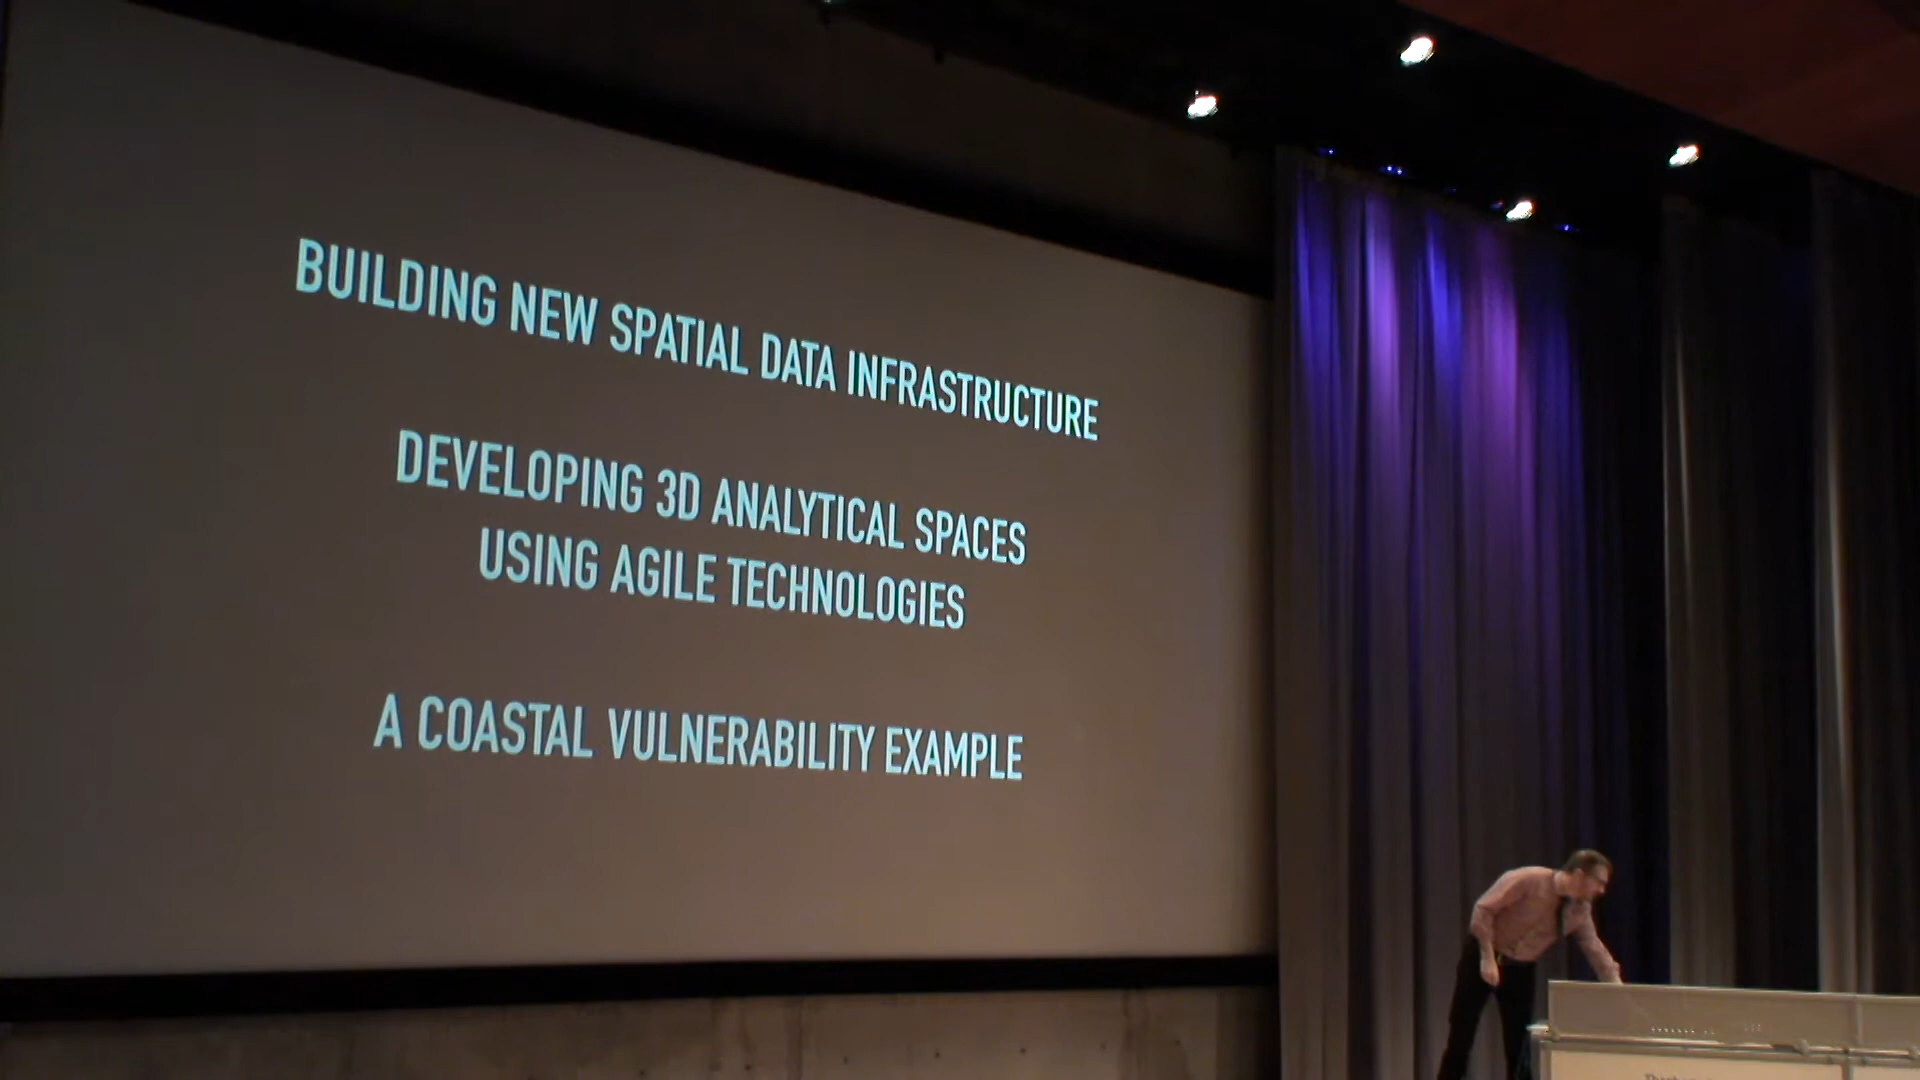 BUILDING NEW SPATIAL DATA INFRASTRUCTURE
DEVELOPING 3D ANALYTICAL SPACES
USING AGILE TECHNOLOGIES
A COASTAL VULNERABILITY EXAMPLE